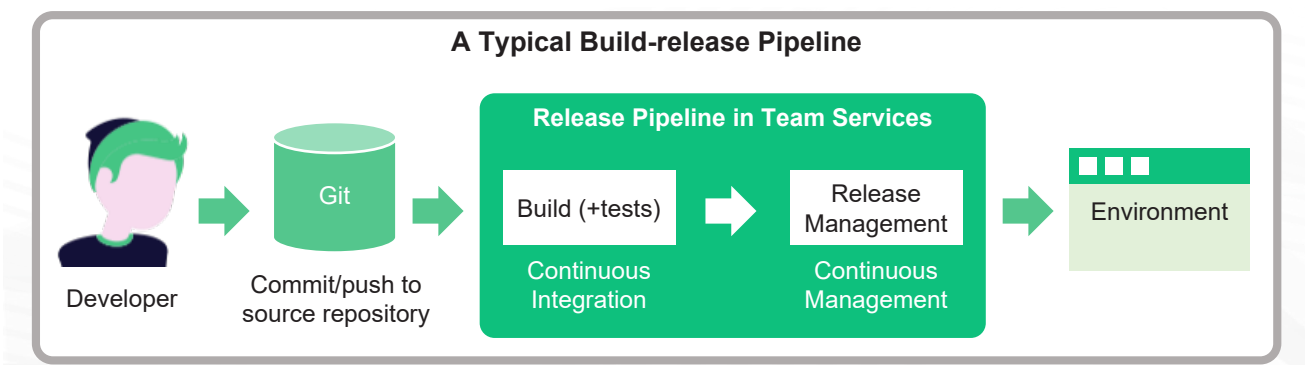 A Typical Build-release Pipeline
Developer
Git
Commit/push to
source repository
Release Pipeline in Team Services
Build (+tests)
Continuous
Integration
Release
Management
Continuous
Management
Environment